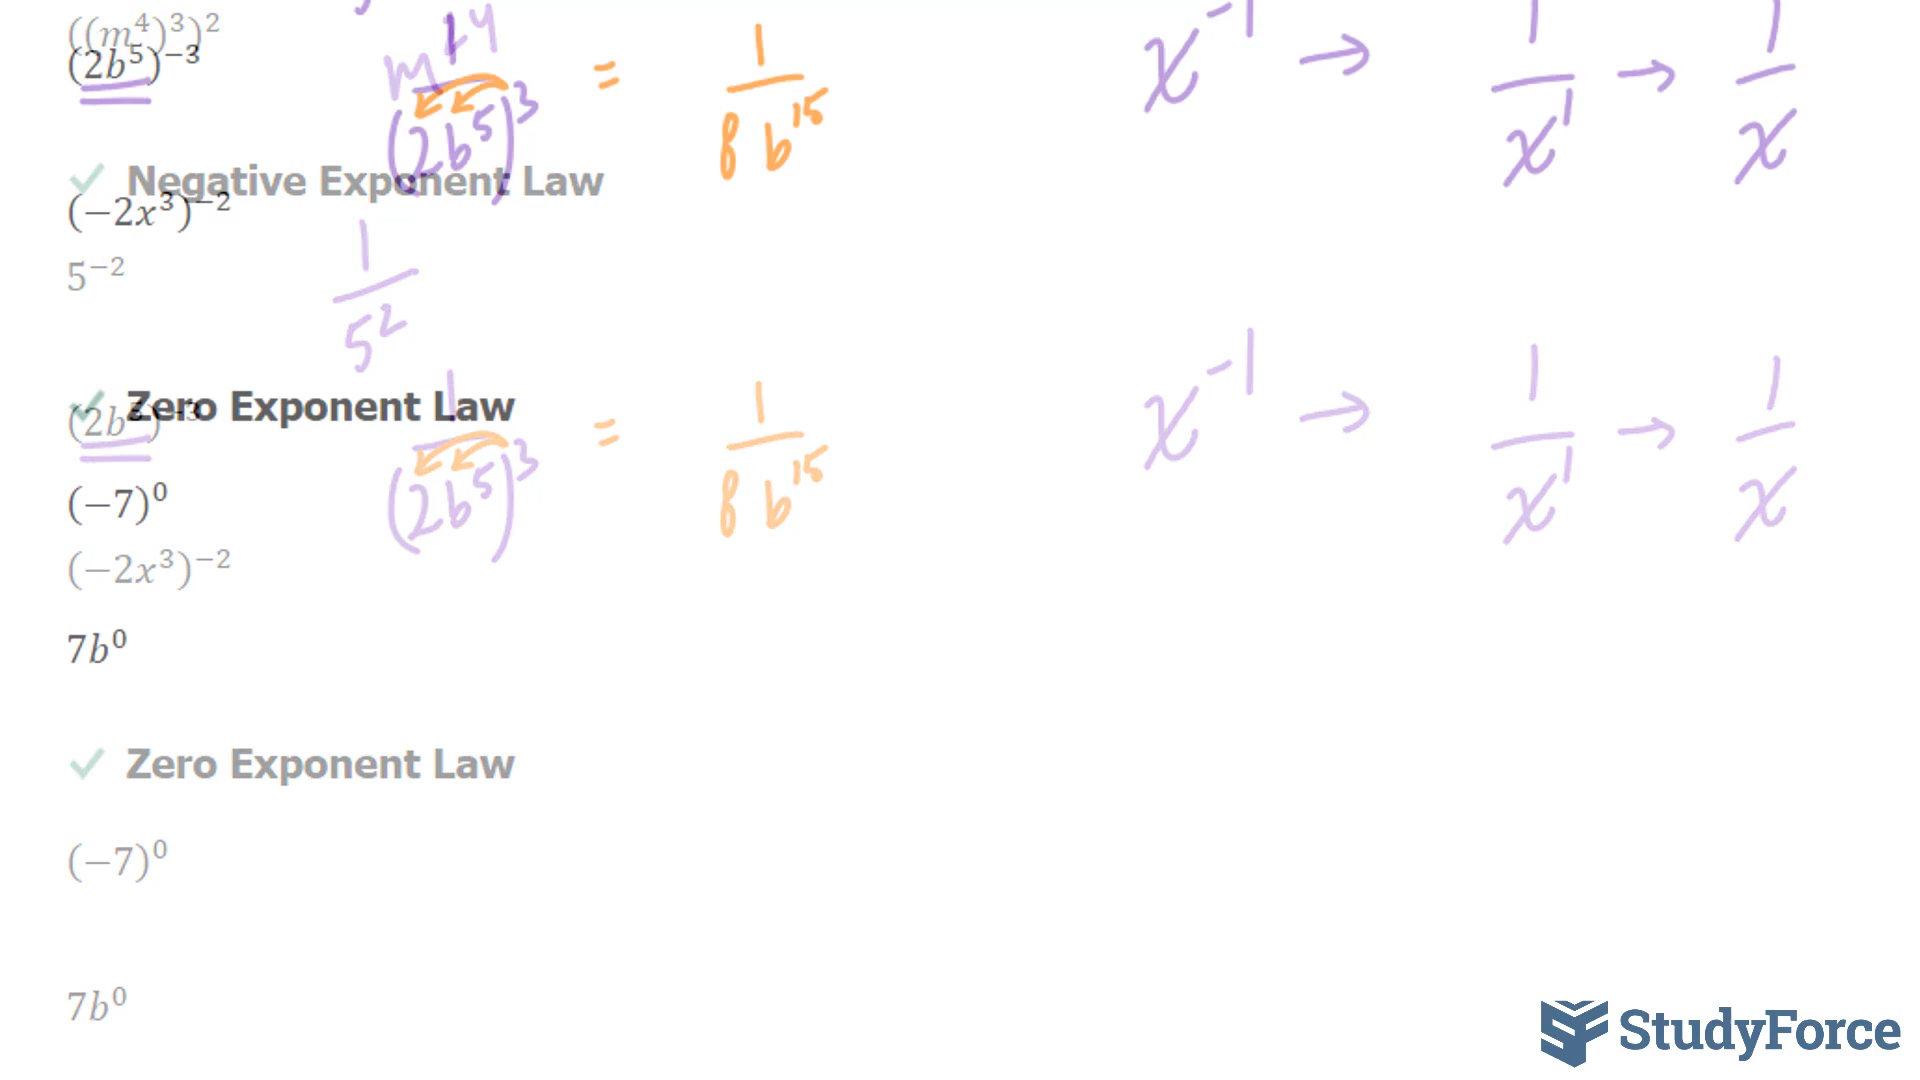 ((m⁴)³)²
m²⁴
(2b⁵)⁻³
1/(2b⁵)³ = 1/8b¹⁵
x⁻¹ → 1/x¹ → 1/x
✓ Negative Exponent Law
(−2x³)⁻²
5⁻²
1/5²
✓ Zero Exponent Law
(2b⁵)⁻³
1/(2b⁵)³ = 1/8b¹⁵
x⁻¹ → 1/x¹ → 1/x
(−7)⁰
(−2x³)⁻²
7b⁰
✓ Zero Exponent Law
(−7)⁰
7b⁰
StudyForce